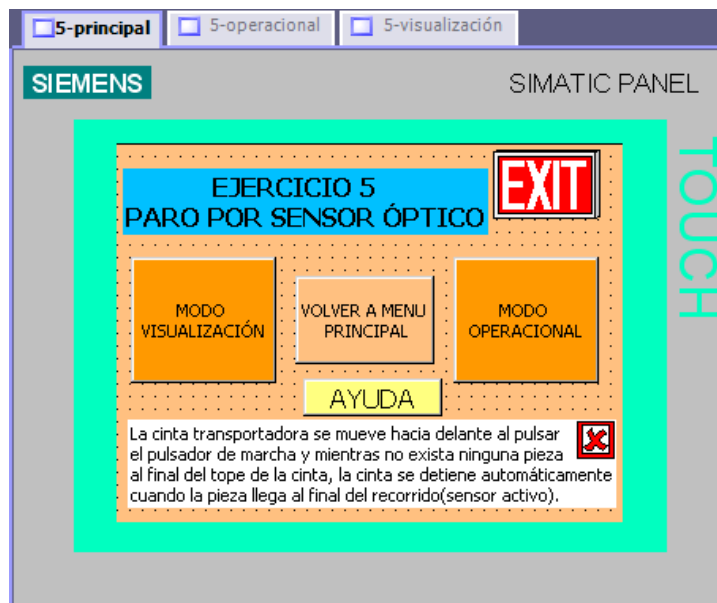 5-principal
5-operacional
5-visualización
SIEMENS
SIMATIC PANEL
TOUCH
EJERCICIO 5
PARO POR SENSOR ÓPTICO
EXIT
MODO
VISUALIZACIÓN
VOLVER A MENU
PRINCIPAL
MODO
OPERACIONAL
AYUDA
La cinta transportadora se mueve hacia delante al pulsar
el pulsador de marcha y mientras no exista ninguna pieza
al final del tope de la cinta, la cinta se detiene automáticamente
cuando la pieza llega al final del recorrido(sensor activo).